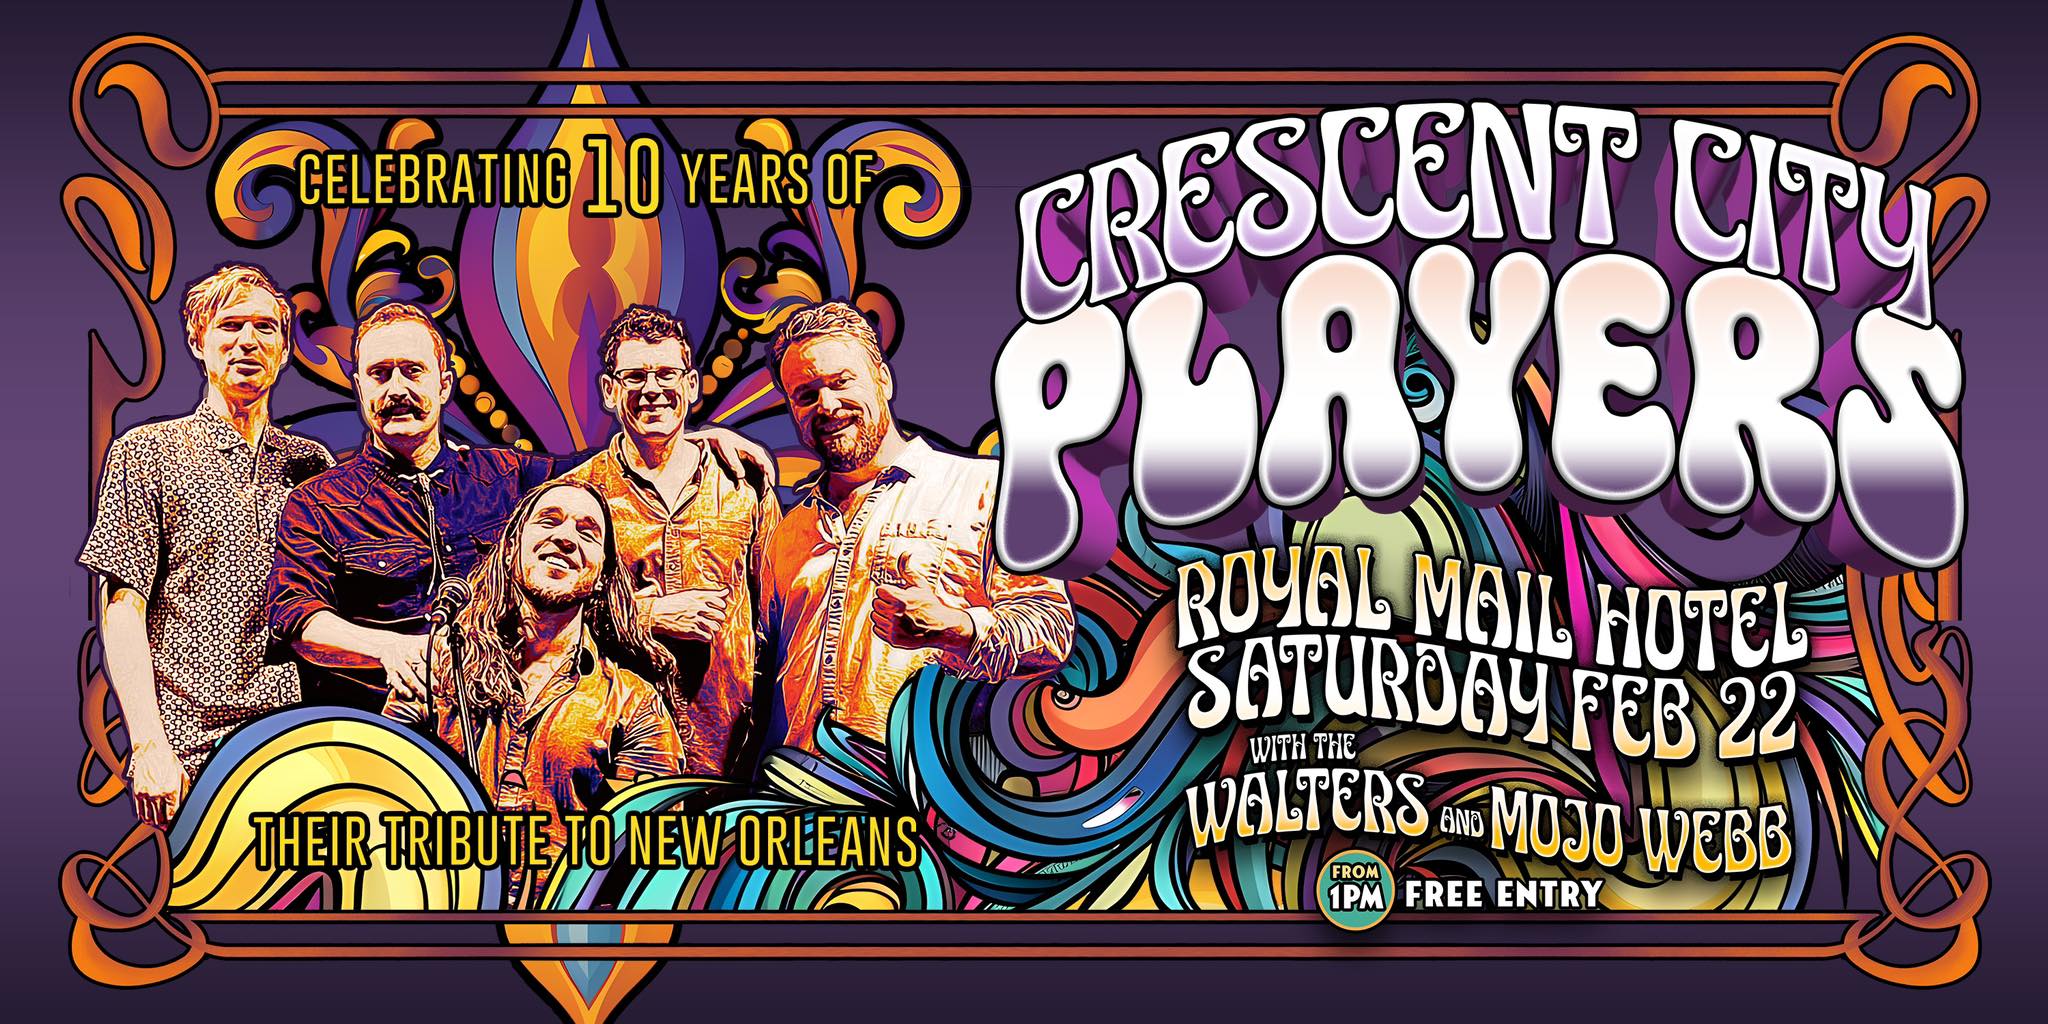 CELEBRATING 10 YEARS OF
CRESCENT CITY
PLAYERS
THEIR TRIBUTE TO NEW ORLEANS
ROYAL MAIL HOTEL
SATURDAY FEB 22
WITH THE
WALTERS AND MOJO WEBB
FROM
1PM
FREE ENTRY